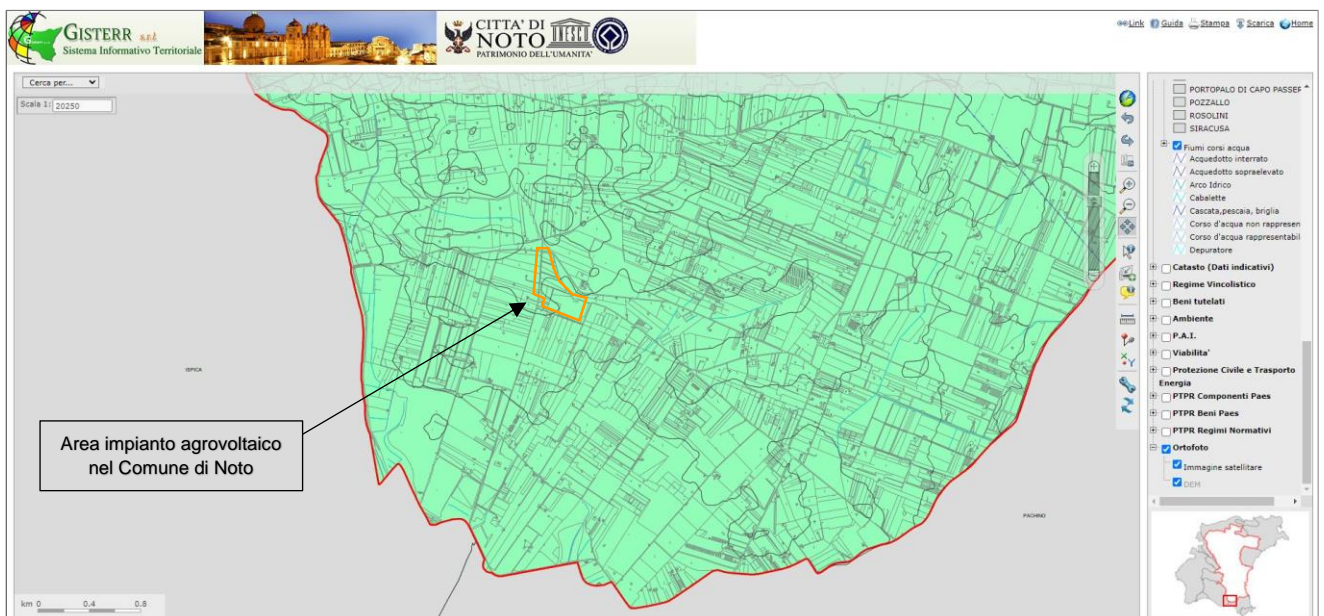 GISTERR s.r.l.
Sistema Informativo Territoriale
CITTA' DI
NOTO
UNESCO
PATRIMONIO DELL'UMANITA'
Link Guida Stampa Scarica Home
Cerca per...
Scala 1: 20250
ISPICA
Area impianto agrovoltaico
nel Comune di Noto
PACHINO
km 0 0.4 0.8
PORTOPALO DI CAPO PASSEF
POZZALLO
ROSOLINI
SIRACUSA
Fiumi corsi acqua
Acquedotto interrato
Acquedotto sopraelevato
Arco Idrico
Cabalette
Cascata,pescaia, briglia
Corso d'acqua non rappresen
Corso d'acqua rappresentabil
Depuratore
Catasto (Dati indicativi)
Regime Vincolistico
Beni tutelati
Ambiente
P.A.I.
Viabilita'
Protezione Civile e Trasporto
Energia
PTPR Componenti Paes
PTPR Beni Paes
PTPR Regimi Normativi
Ortofoto
Immagine satellitare
DEM